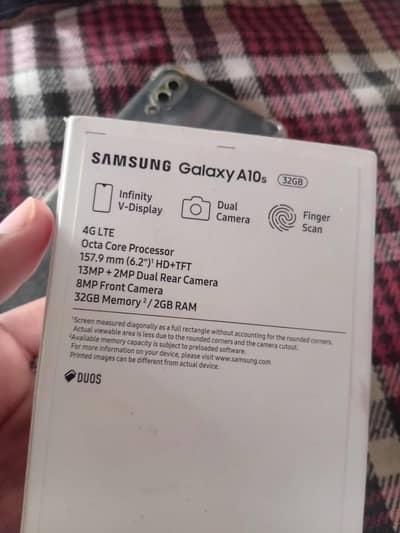 SAMSUNG Galaxy A10s 32GB
Infinity
V-Display
Dual
Camera
Finger
Scan
4G LTE
Octa Core Processor
157.9 mm (6.2")¹ HD+TFT
13MP + 2MP Dual Rear Camera
8MP Front Camera
32GB Memory ²/ 2GB RAM
¹Screen measured diagonally as a full rectangle without accounting for the rounded corners.
Actual viewable area is less due to the rounded corners and the camera cutout.
²Available memory capacity is subject to preloaded software.
For more information on your device, please visit www.samsung.com
Printed images can be different from actual device.
DUOS